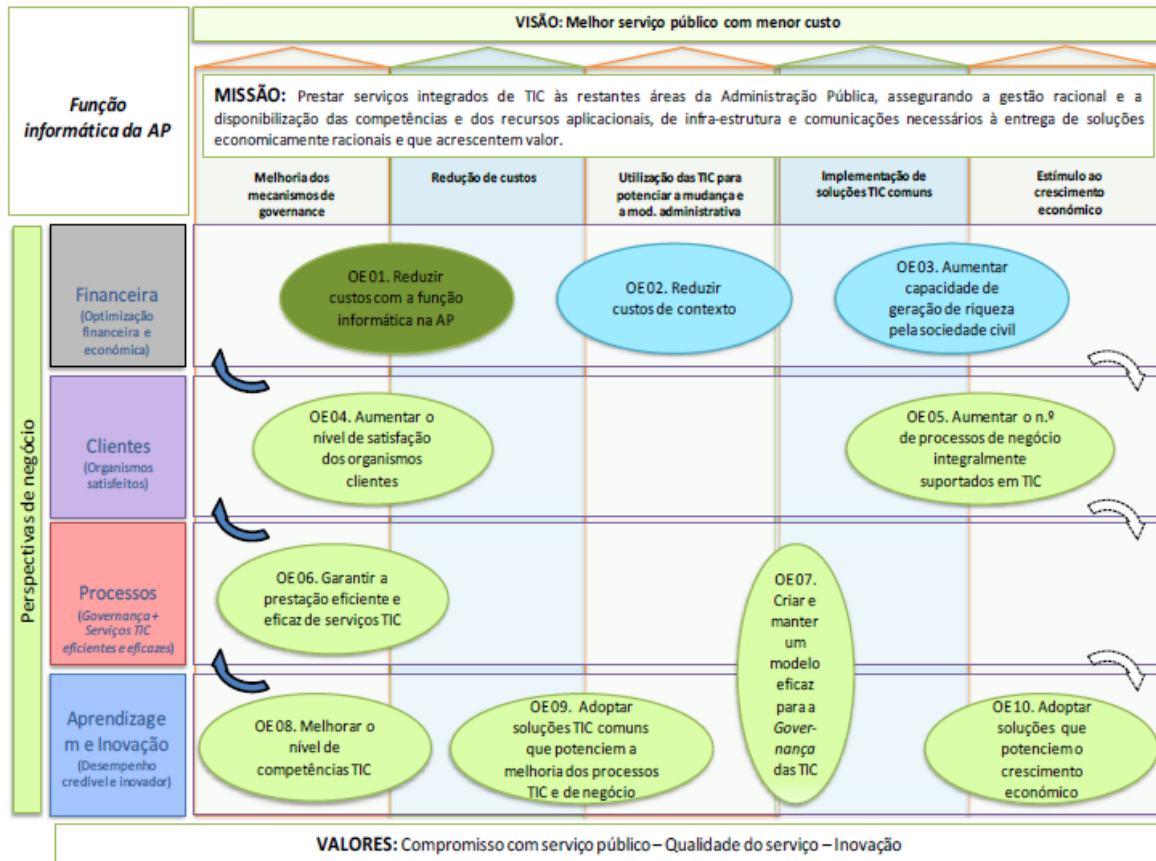 Função
informática da AP
VISÃO: Melhor serviço público com menor custo
MISSÃO: Prestar serviços integrados de TIC às restantes áreas da Administração Pública, assegurando a gestão racional e a
disponibilização das competências e dos recursos aplicacionais, de infra-estrutura e comunicações necessários à entrega de soluções
economicamente racionais e que acrescentem valor.
Melhoria dos
mecanismos de
governance
Redução de custos
Utilização das TIC para
potenciar a mudança e
a mod. administrativa
Implementação de
soluções TIC comuns
Estímulo ao
crescimento
económico
Perspectivas de negócio
Financeira
(Optimização
financeira e
económica)
OE01. Reduzir
custos com a função
informática na AP
OE02. Reduzir
custos de contexto
OE03. Aumentar
capacidade de
geração de riqueza
pela sociedade civil
Clientes
(Organismos
satisfeitos)
OE04. Aumentar o
nível de satisfação
dos organismos
clientes
OE05. Aumentar o n.º
de processos de negócio
integralmente
suportados em TIC
Processos
(Governança +
Serviços TIC
eficientes e eficazes)
OE06. Garantir a
prestação eficiente e
eficaz de serviços TIC
OE07.
Criar e
manter
um
modelo
eficaz
para a
Gover-
nança
das TIC
Aprendizage
m e Inovação
(Desempenho
credível e inovador)
OE08. Melhorar o
nível de
competências TIC
OE09. Adoptar
soluções TIC comuns
que potenciem a
melhoria dos processos
TIC e de negócio
OE10. Adoptar
soluções que
potenciem o
crescimento
económico
VALORES: Compromisso com serviço público – Qualidade do serviço – Inovação